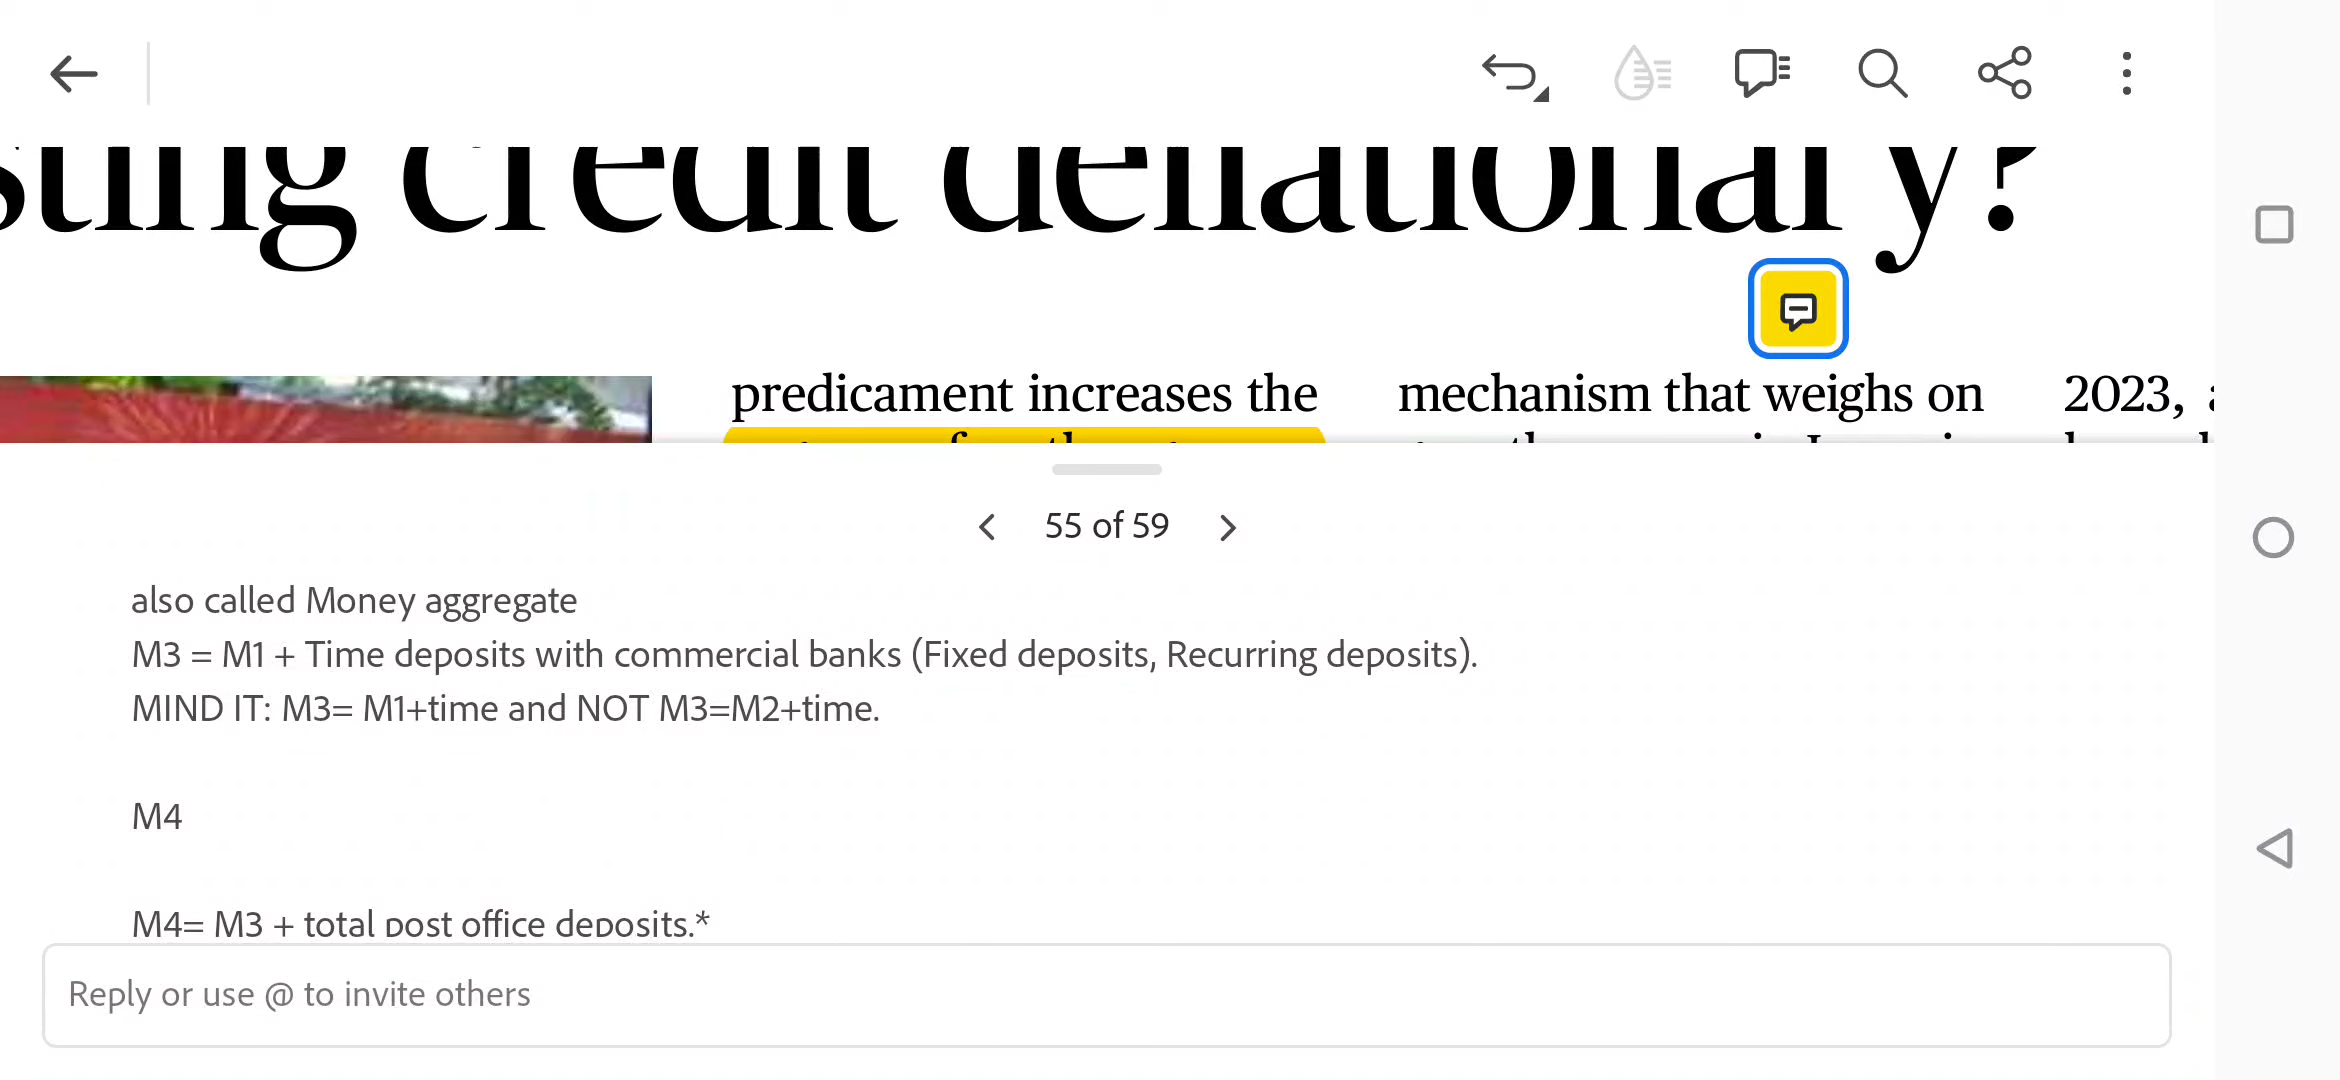 credit deflationary?
predicament increases the
mechanism that weighs on
2023,
55 of 59
also called Money aggregate
M3 = M1 + Time deposits with commercial banks (Fixed deposits, Recurring deposits).
MIND IT: M3= M1+time and NOT M3=M2+time.
M4
M4= M3 + total post office deposits.*
Reply or use @ to invite others